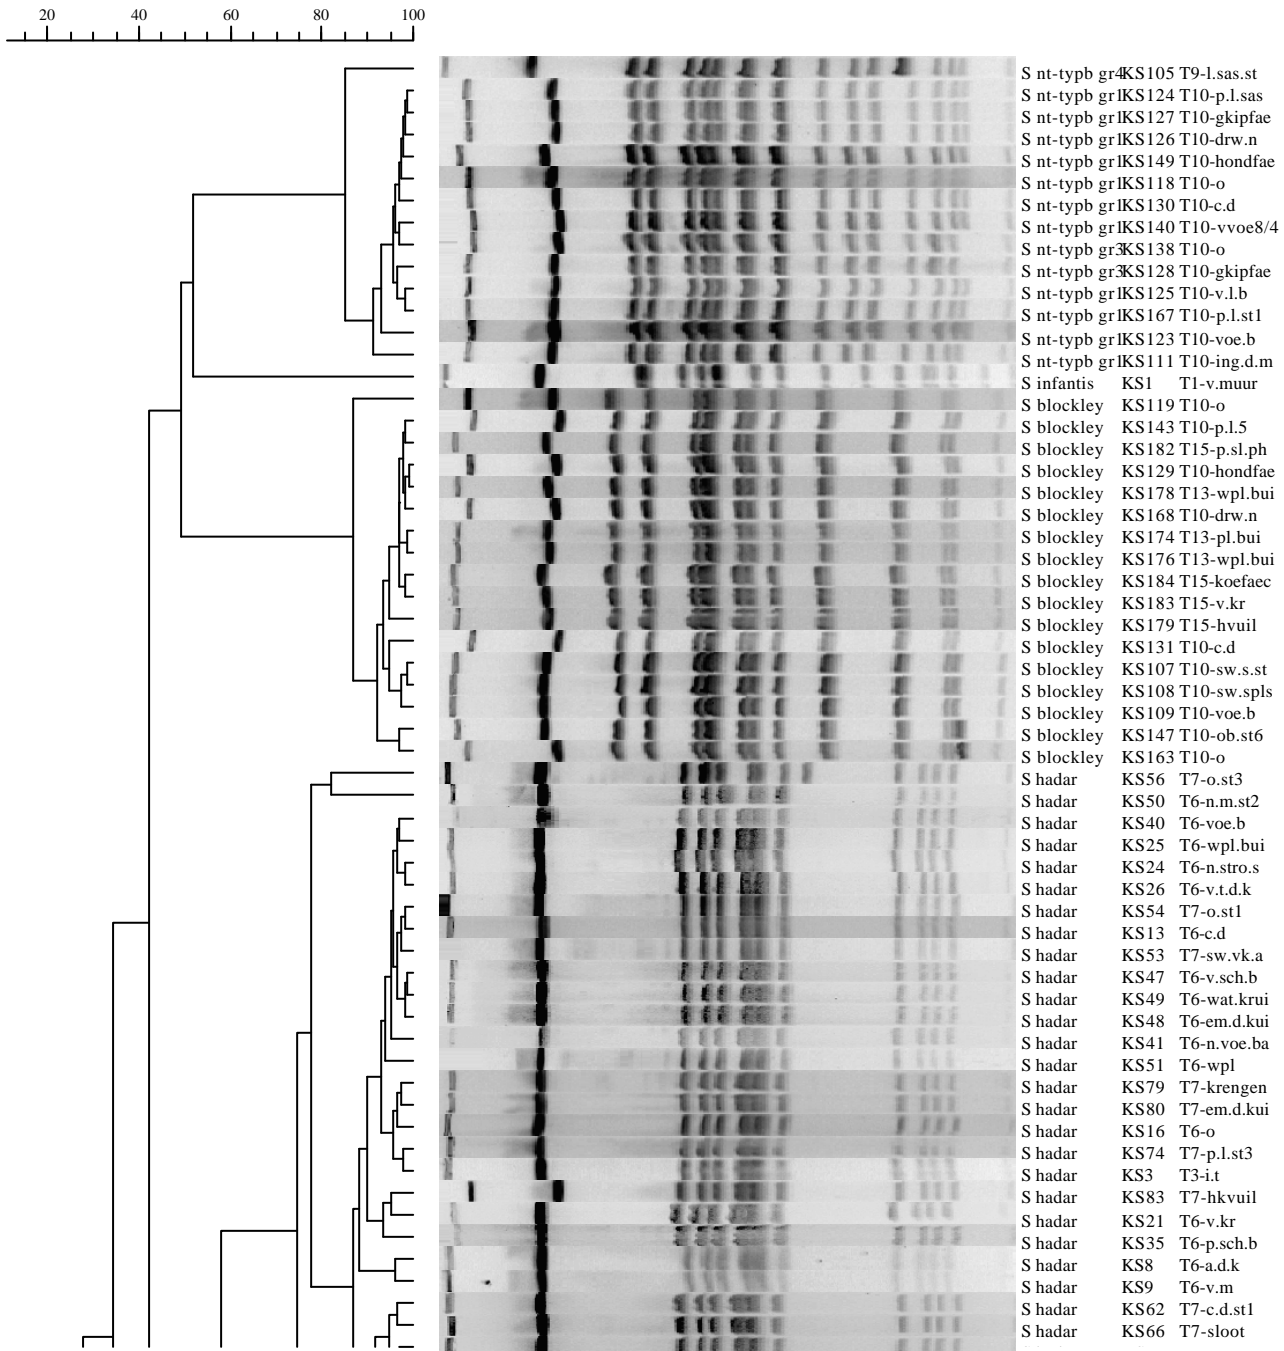 20 40 60 80 100
S nt-typb gr4KS105 T9-l.sas.st
S nt-typb gr1KS124 T10-p.l.sas
S nt-typb gr1KS127 T10-gkipfae
S nt-typb gr1KS126 T10-drw.n
S nt-typb gr1KS149 T10-hondfae
S nt-typb gr1KS118 T10-o
S nt-typb gr1KS130 T10-c.d
S nt-typb gr1KS140 T10-vvoe8/4
S nt-typb gr3KS138 T10-o
S nt-typb gr3KS128 T10-gkipfae
S nt-typb gr1KS125 T10-v.l.b
S nt-typb gr1KS167 T10-p.l.st1
S nt-typb gr1KS123 T10-voe.b
S nt-typb gr1KS111 T10-ing.d.m
S infantis KS1 T1-v.muur
S blockley KS119 T10-o
S blockley KS143 T10-p.l.5
S blockley KS182 T15-p.sl.ph
S blockley KS129 T10-hondfae
S blockley KS178 T13-wpl.bui
S blockley KS168 T10-drw.n
S blockley KS174 T13-pl.bui
S blockley KS176 T13-wpl.bui
S blockley KS184 T15-koefaec
S blockley KS183 T15-v.kr
S blockley KS179 T15-hvuil
S blockley KS131 T10-c.d
S blockley KS107 T10-sw.s.st
S blockley KS108 T10-sw.spls
S blockley KS109 T10-voe.b
S blockley KS147 T10-ob.st6
S blockley KS163 T10-o
S hadar KS56 T7-o.st3
S hadar KS50 T6-n.m.st2
S hadar KS40 T6-voe.b
S hadar KS25 T6-wpl.bui
S hadar KS24 T6-n.stro.s
S hadar KS26 T6-v.t.d.k
S hadar KS54 T7-o.st1
S hadar KS13 T6-c.d
S hadar KS53 T7-sw.vk.a
S hadar KS47 T6-v.sch.b
S hadar KS49 T6-wat.krui
S hadar KS48 T6-em.d.kui
S hadar KS41 T6-n.voe.ba
S hadar KS51 T6-wpl
S hadar KS79 T7-krengen
S hadar KS80 T7-em.d.kui
S hadar KS16 T6-o
S hadar KS74 T7-p.l.st3
S hadar KS3 T3-i.t
S hadar KS83 T7-hkvuil
S hadar KS21 T6-v.kr
S hadar KS35 T6-p.sch.b
S hadar KS8 T6-a.d.k
S hadar KS9 T6-v.m
S hadar KS62 T7-c.d.st1
S hadar KS66 T7-sloot